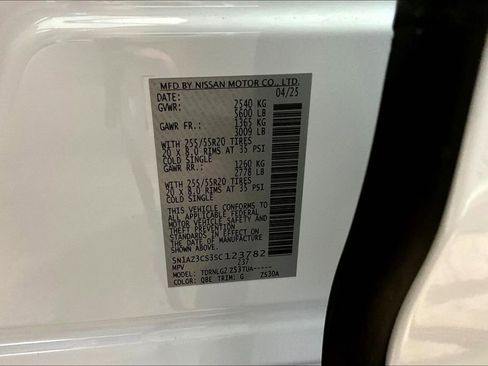 MFD BY NISSAN MOTOR CO., LTD.
DATE: 04/25
GVWR: 2540 KG
5600 LB
GAWR FR.: 1365 KG
3009 LB
WITH 255/55R20 TIRES
20 X 8.0 RIMS AT 35 PSI
COLD SINGLE
GAWR RR.: 1260 KG
2778 LB
WITH 255/55R20 TIRES
20 X 8.0 RIMS AT 35 PSI
COLD SINGLE
THIS VEHICLE CONFORMS TO
ALL APPLICABLE FEDERAL
MOTOR VEHICLE SAFETY AND
THEFT PREVENTION
STANDARDS IN EFFECT ON
THE DATE OF
MANUFACTURE SHOWN ABOVE.
5N1AZ3CS3SC123782
MPV 237
MODEL: TDRNLG2 Z53TUA-----
COLOR: QBE TRIM: G Z530A